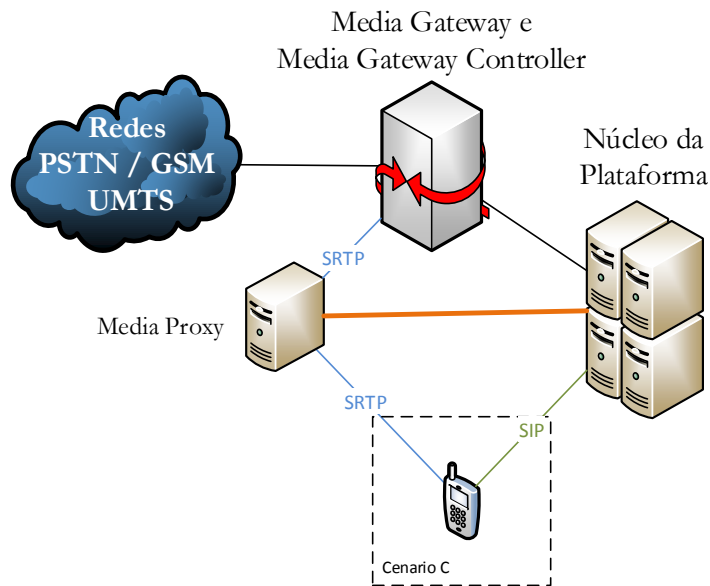 Media Gateway e
Media Gateway Controller
Redes
PSTN / GSM
UMTS
Núcleo da
Plataforma
SRTP
Media Proxy
SRTP
SIP
Cenario C